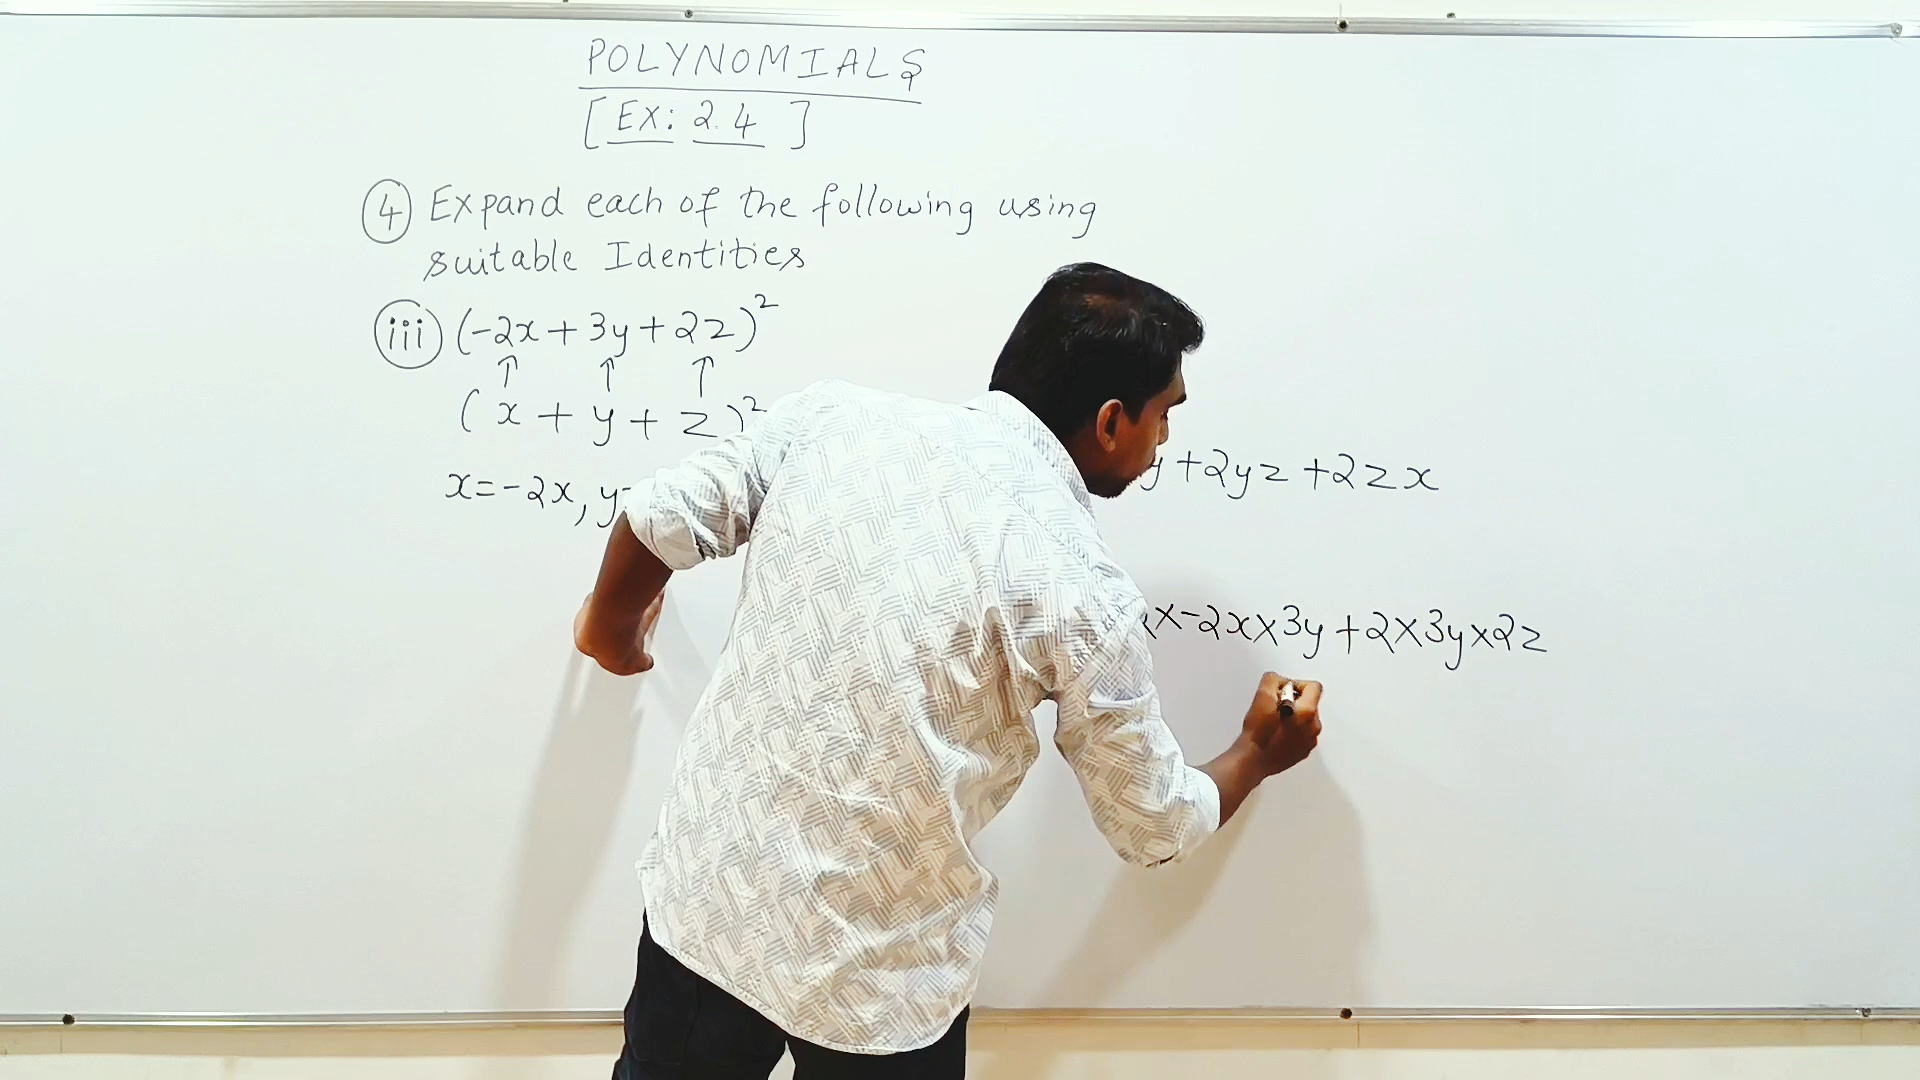 POLYNOMIALS
[EX: 2.4]
4 Expand each of the following using
suitable Identities
iii (-2x+3y+2z)²
↑ ↑ ↑
(x+y+z)²
y+2yz+2zx
x=-2x, y
x-2x×3y+2×3y×2z